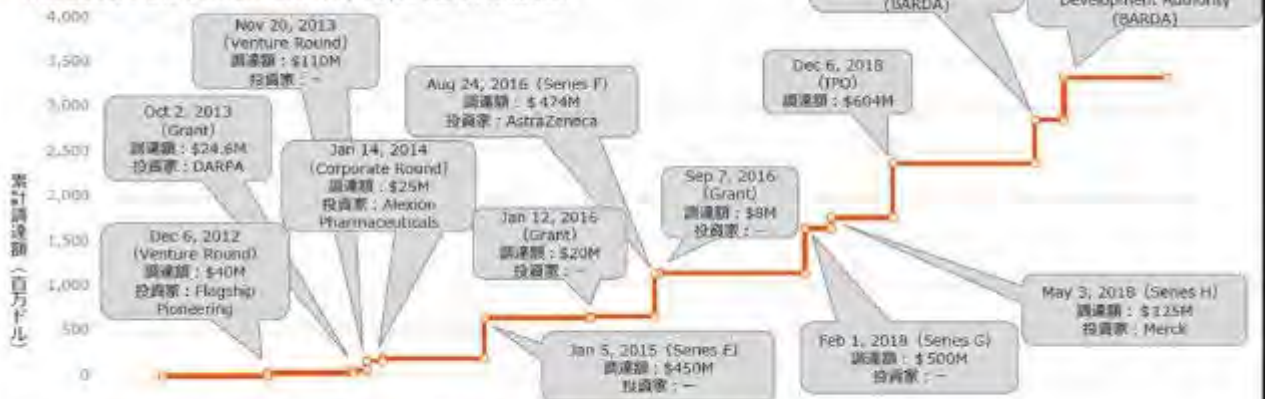 (BARDA)
Development Authority
(BARDA)
4,000
3,500
3,000
2,500
2,000
1,500
1,000
500
0
累計調達額(百万ドル)
Nov 20, 2013
(Venture Round)
調達額:$110M
投資家:−
Oct 2, 2013
(Grant)
調達額:$24.6M
投資家:DARPA
Dec 6, 2012
(Venture Round)
調達額:$40M
投資家:Flagship
Pioneering
Jan 14, 2014
(Corporate Round)
調達額:$25M
投資家:Alexion
Pharmaceuticals
Aug 24, 2016 (Series F)
調達額:$474M
投資家:AstraZeneca
Jan 12, 2016
(Grant)
調達額:$20M
投資家:−
Jan 5, 2015 (Series E)
調達額:$450M
投資家:−
Sep 7, 2016
(Grant)
調達額:$8M
投資家:−
Dec 6, 2018
(IPO)
調達額:$604M
Feb 1, 2018 (Series G)
調達額:$500M
投資家:−
May 3, 2018 (Series H)
調達額:$125M
投資家:Merck